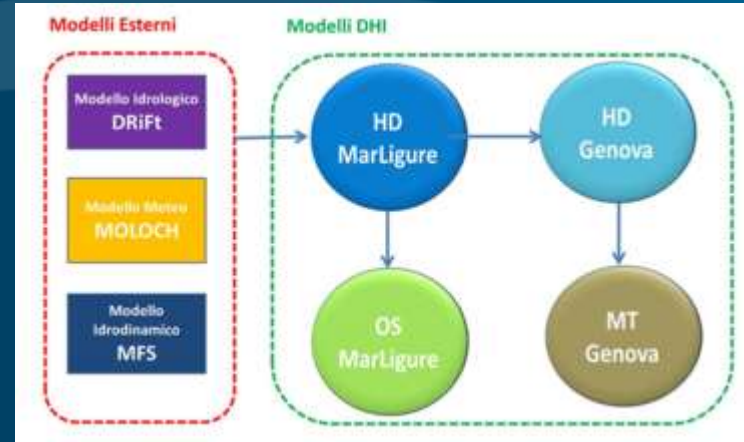 Modelli Esterni
Modelli DHI
Modello Idrologico
DRiFt
Modello Meteo
MOLOCH
Modello
Idrodinamico
MFS
HD
MarLigure
HD
Genova
OS
MarLigure
MT
Genova